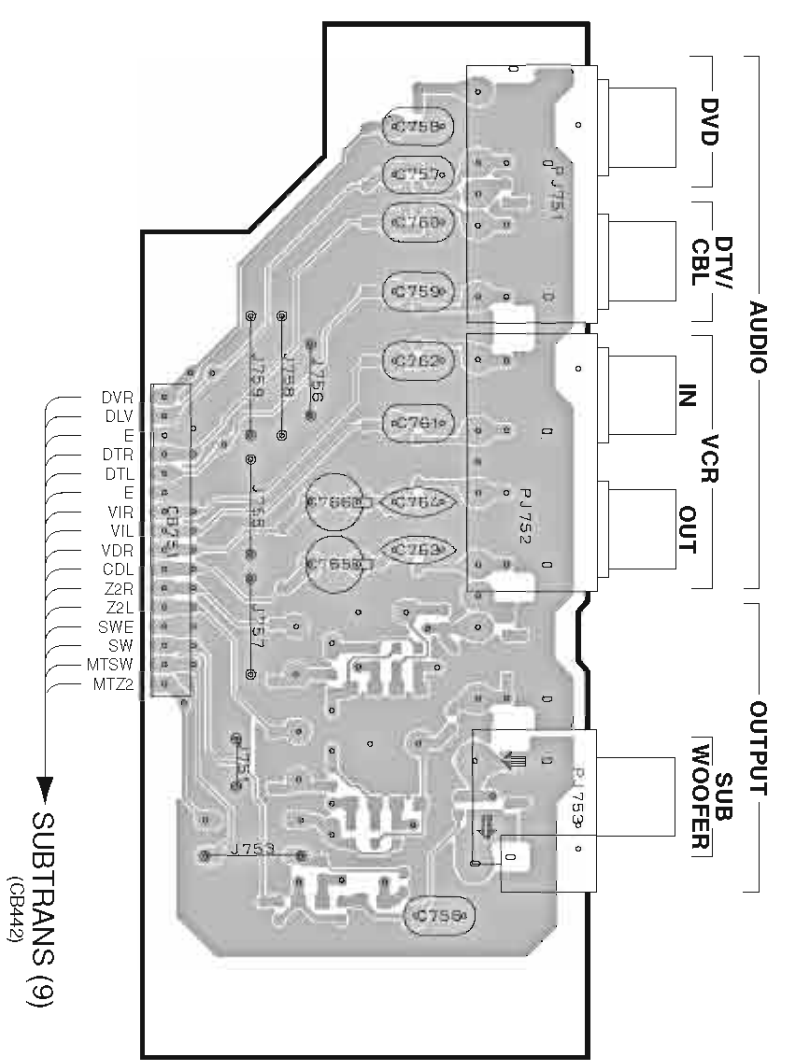 DVD
DTV/
CBL
AUDIO
IN
VCR
OUT
OUTPUT
SUB
WOOFER
C758
C757
C760
C759
C762
C761
C766
C764
C765
C763
C755
PJ751
PJ752
PJ753
J759
J758
J756
J755
J757
J751
J753
CB751
DVR
DLV
E
DTR
DTL
E
VIR
VIL
VDR
CDL
Z2R
Z2L
SWE
SW
MTSW
MTZ2
SUBTRANS (9)
(CB442)